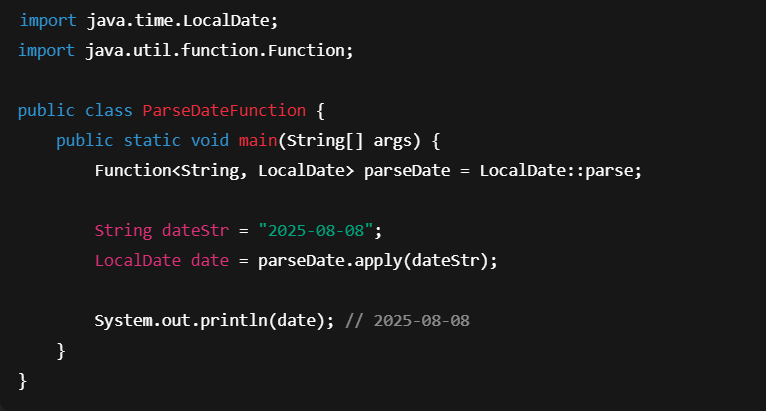 import java.time.LocalDate;
import java.util.function.Function;
public class ParseDateFunction {
    public static void main(String[] args) {
        Function<String, LocalDate> parseDate = LocalDate::parse;
        String dateStr = "2025-08-08";
        LocalDate date = parseDate.apply(dateStr);
        System.out.println(date); // 2025-08-08
    }
}